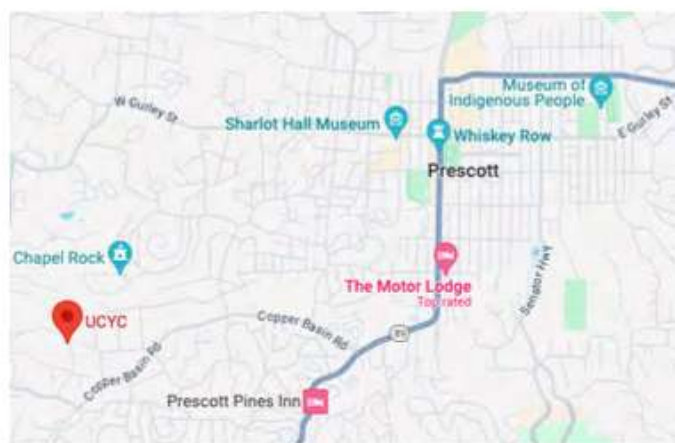 Museum of
Indigenous People
W Gurley St
Sharlot Hall Museum
Whiskey Row
E Gurley St
Prescott
Chapel Rock
The Motor Lodge
Top rated
Senator Hwy
UCYC
Copper Basin Rd
89
Copper Basin Rd
Prescott Pines Inn